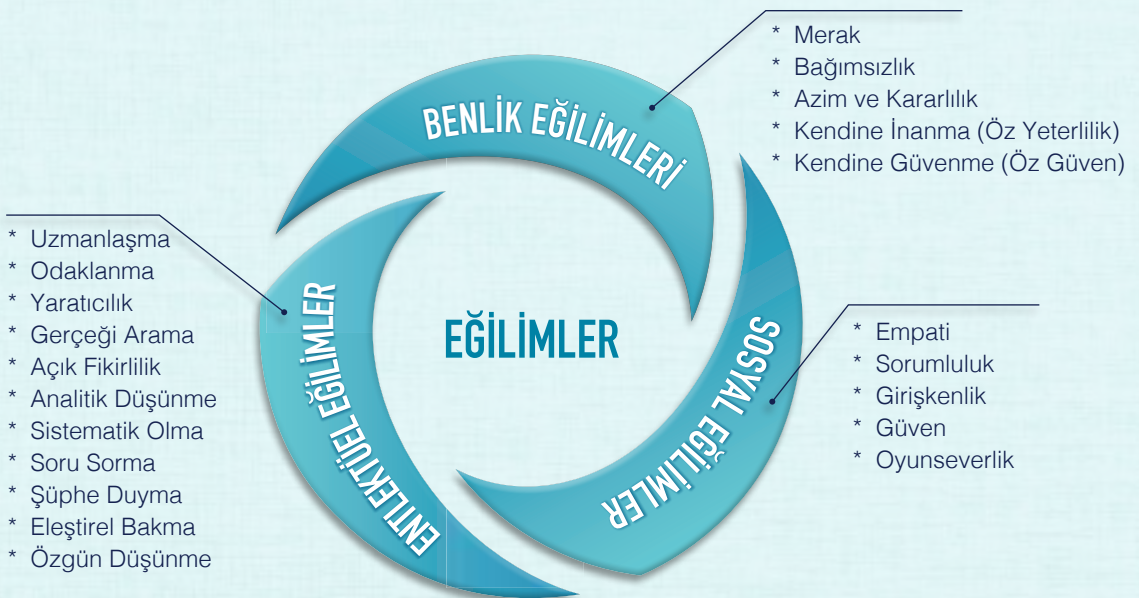 BENLİK EĞİLİMLERİ
* Merak
* Bağımsızlık
* Azim ve Kararlılık
* Kendine İnanma (Öz Yeterlilik)
* Kendine Güvenme (Öz Güven)
ENTLEKTÜEL EĞİLİMLER
* Uzmanlaşma
* Odaklanma
* Yaratıcılık
* Gerçeği Arama
* Açık Fikirlilik
* Analitik Düşünme
* Sistematik Olma
* Soru Sorma
* Şüphe Duyma
* Eleştirel Bakma
* Özgün Düşünme
EĞİLİMLER
SOSYAL EĞİLİMLER
* Empati
* Sorumluluk
* Girişkenlik
* Güven
* Oyunseverlik